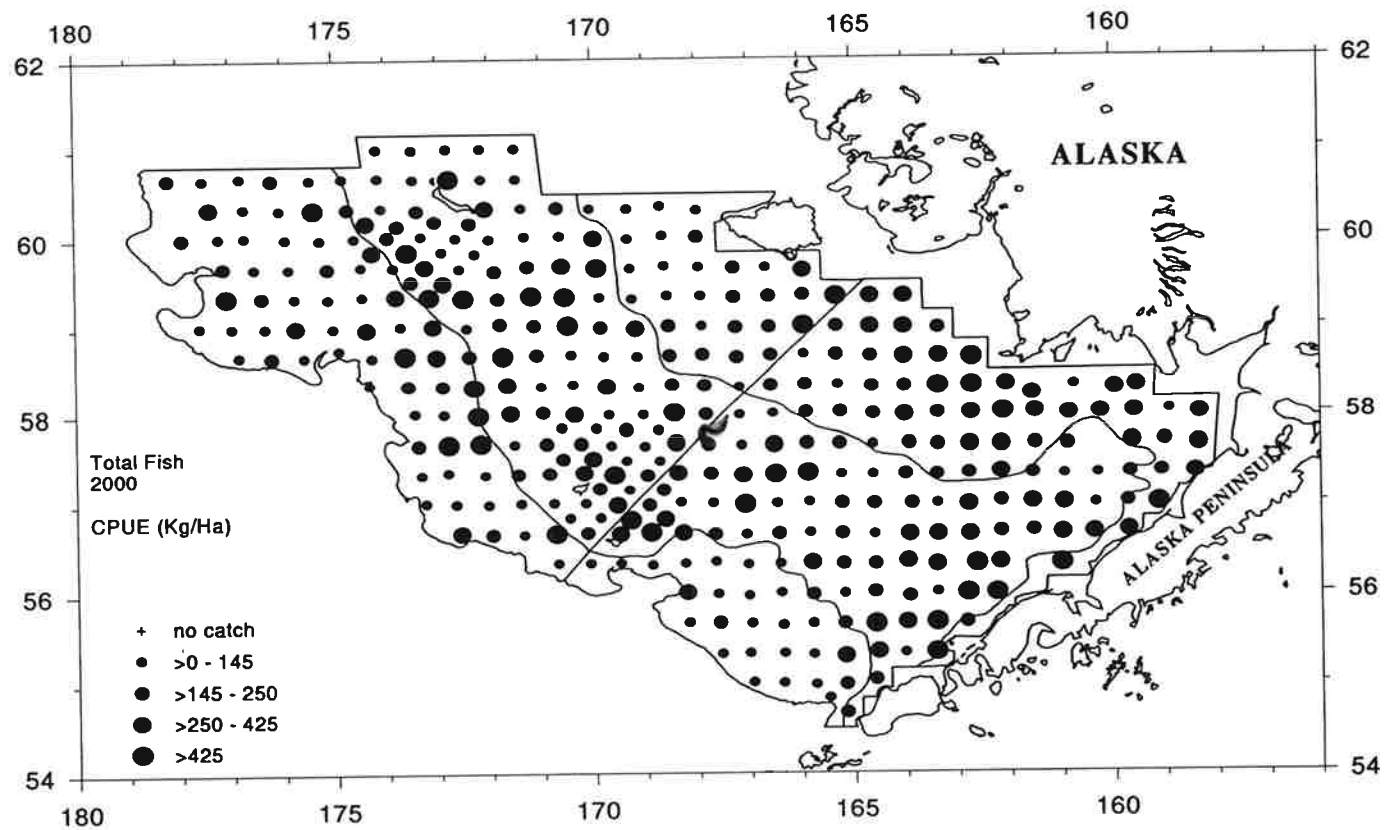 180 175 170 165 160
62 62
ALASKA
60 60
58 58
Total Fish
2000
CPUE (Kg/Ha)
ALASKA PENINSULA
56 56
+ no catch
>0 - 145
>145 - 250
>250 - 425
>425
54 54
180 175 170 165 160